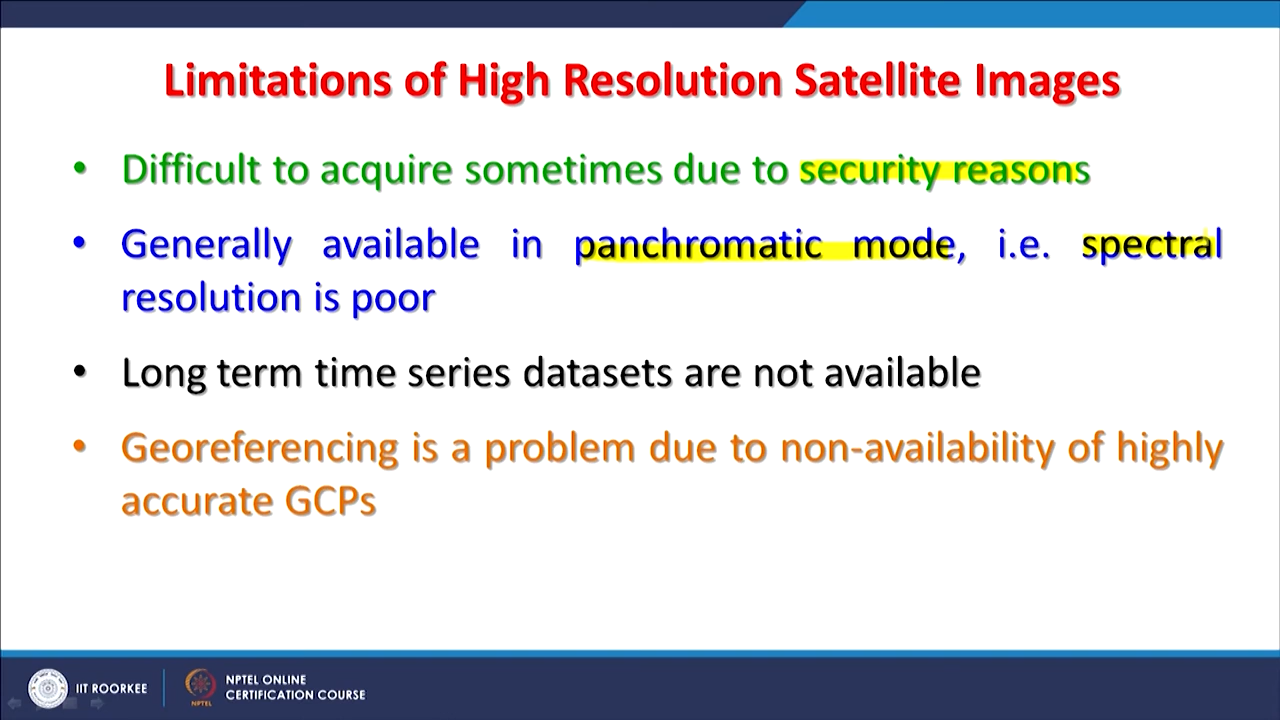 Limitations of High Resolution Satellite Images
• Difficult to acquire sometimes due to security reasons
• Generally available in panchromatic mode, i.e. spectral
resolution is poor
• Long term time series datasets are not available
• Georeferencing is a problem due to non-availability of highly
accurate GCPs
IIT ROORKEE
NPTEL
NPTEL ONLINE
CERTIFICATION COURSE